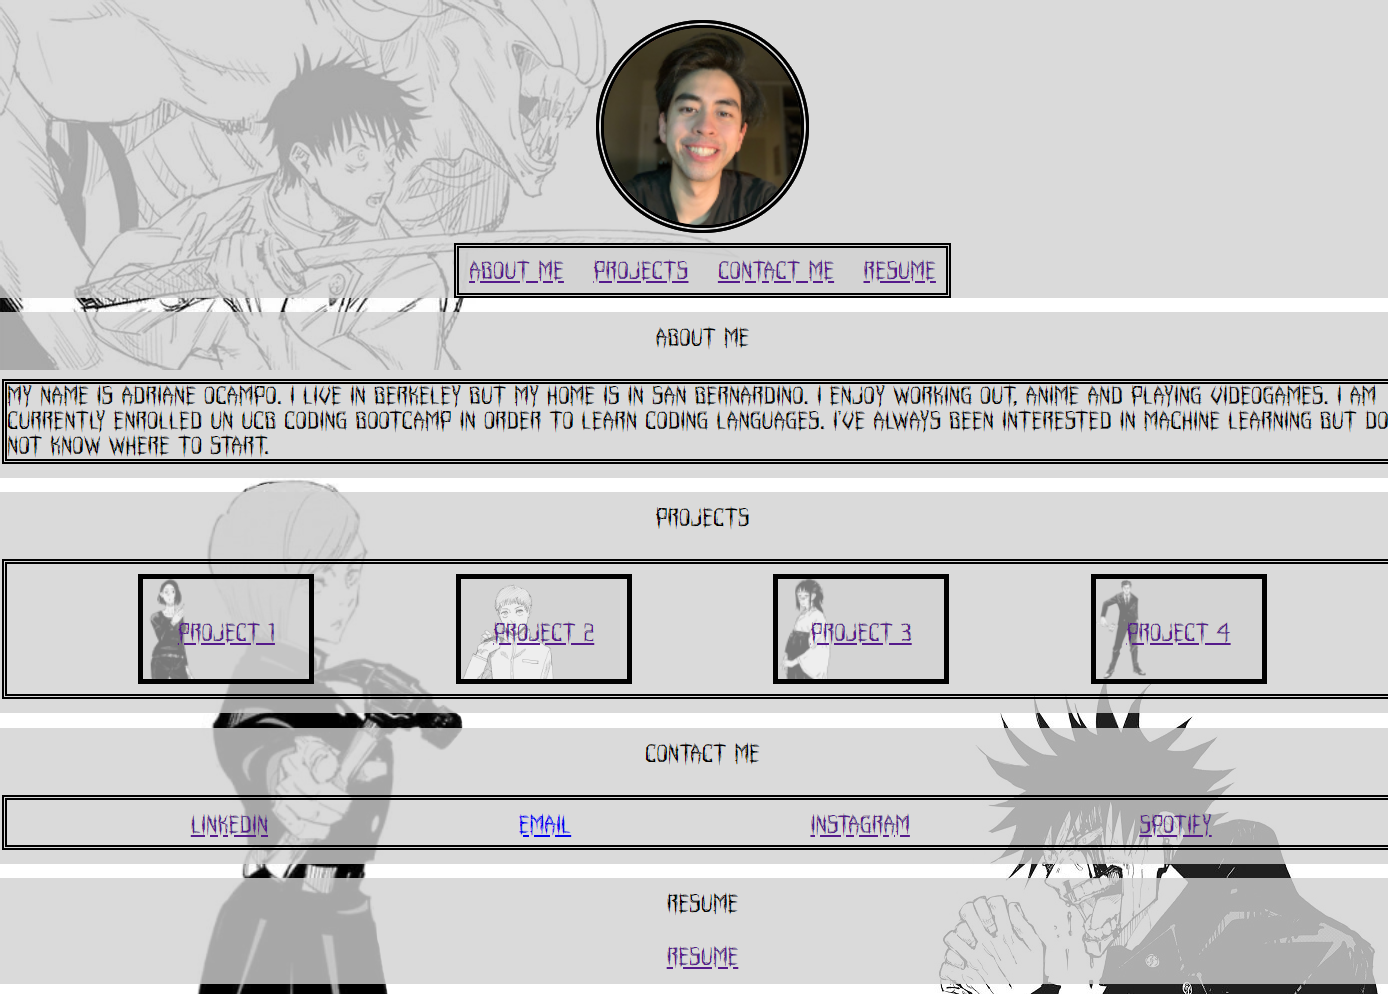 ABOUT ME PROJECTS CONTACT ME RESUME
ABOUT ME
MY NAME IS ADRIANE OCAMPO. I LIVE IN BERKELEY BUT MY HOME IS IN SAN BERNARDINO. I ENJOY WORKING OUT, ANIME AND PLAYING VIDEOGAMES. I AM
CURRENTLY ENROLLED UN UCB CODING BOOTCAMP IN ORDER TO LEARN CODING LANGUAGES. I'VE ALWAYS BEEN INTERESTED IN MACHINE LEARNING BUT DO
NOT KNOW WHERE TO START.
PROJECTS
PROJECT 1 PROJECT 2 PROJECT 3 PROJECT 4
CONTACT ME
LINKEDIN EMAIL INSTAGRAM SPOTIFY
RESUME
RESUME